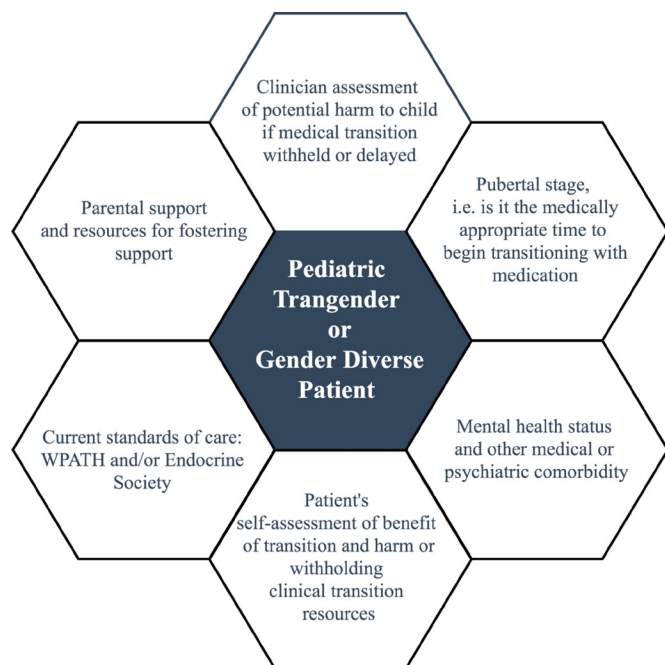 Clinician assessment
of potential harm to child
if medical transition
withheld or delayed
Parental support
and resources for fostering
support
Pubertal stage,
i.e. is it the medically
appropriate time to
begin transitioning with
medication
Pediatric
Trangender
or
Gender Diverse
Patient
Current standards of care:
WPATH and/or Endocrine
Society
Mental health status
and other medical or
psychiatric comorbidity
Patient's
self-assessment of benefit
of transition and harm or
withholding
clinical transition
resources